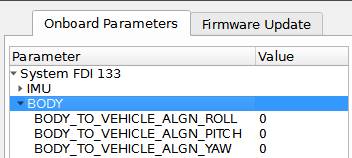 Onboard Parameters Firmware Update
Parameter Value
System FDI 133
IMU
BODY
BODY_TO_VEHICLE_ALGN_ROLL 0
BODY_TO_VEHICLE_ALGN_PITCH 0
BODY_TO_VEHICLE_ALGN_YAW 0